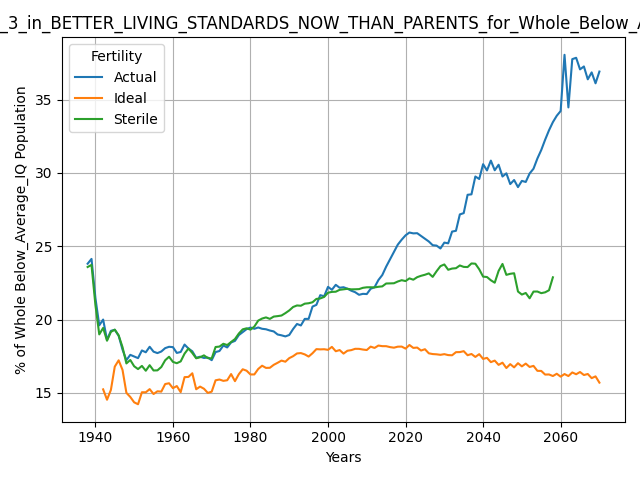 _3_in_BETTER_LIVING_STANDARDS_NOW_THAN_PARENTS_for_Whole_Below_A
Fertility
Actual
Ideal
Sterile
% of Whole Below_Average_IQ Population
35
30
25
20
15
1940 1960 1980 2000 2020 2040 2060
Years